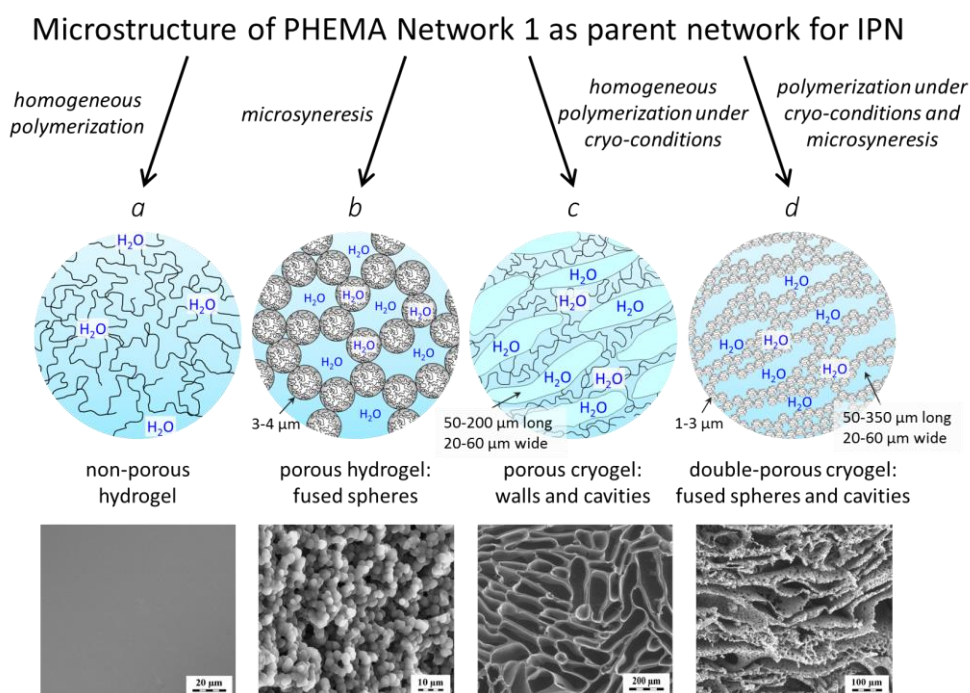 Microstructure of PHEMA Network 1 as parent network for IPN
homogeneous
polymerization
microsyneresis
homogeneous
polymerization under
cryo-conditions
polymerization under
cryo-conditions and
microsyneresis
a
b
c
d
H₂O
H₂O
H₂O
H₂O
H₂O
H₂O
H₂O
H₂O
H₂O
H₂O
H₂O
H₂O
3-4 μm
H₂O
H₂O
H₂O
H₂O
H₂O
H₂O
H₂O
50-200 μm long
20-60 μm wide
H₂O
H₂O
H₂O
H₂O
H₂O
H₂O
H₂O
1-3 μm
50-350 μm long
20-60 μm wide
non-porous
hydrogel
porous hydrogel:
fused spheres
porous cryogel:
walls and cavities
double-porous cryogel:
fused spheres and cavities
20 μm
10 μm
200 μm
100 μm